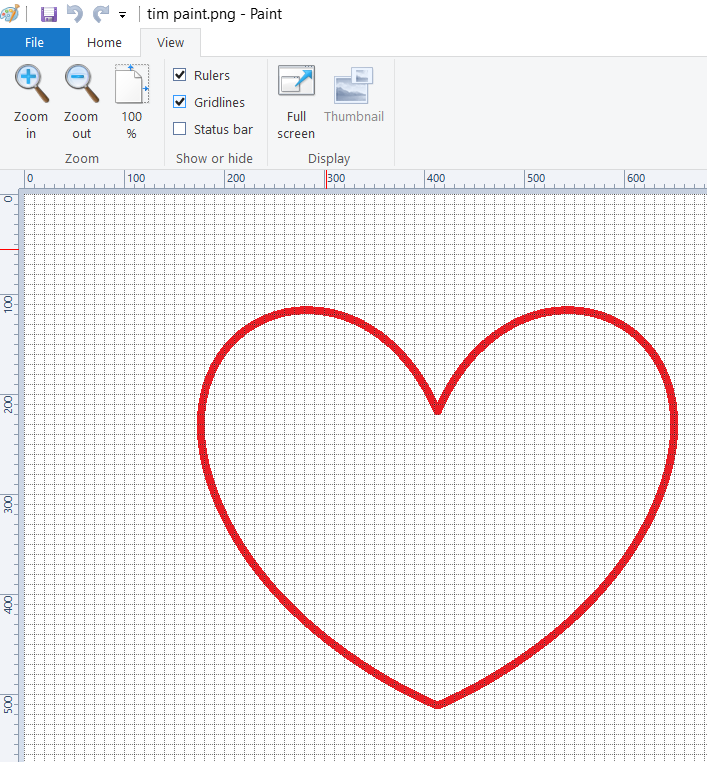 tim paint.png - Paint
File Home View
Zoom in Zoom out 100 %
Rulers
Gridlines
Status bar
Full screen Thumbnail
Zoom Show or hide Display
0 100 200 300 400 500 600
0
100
200
300
400
500